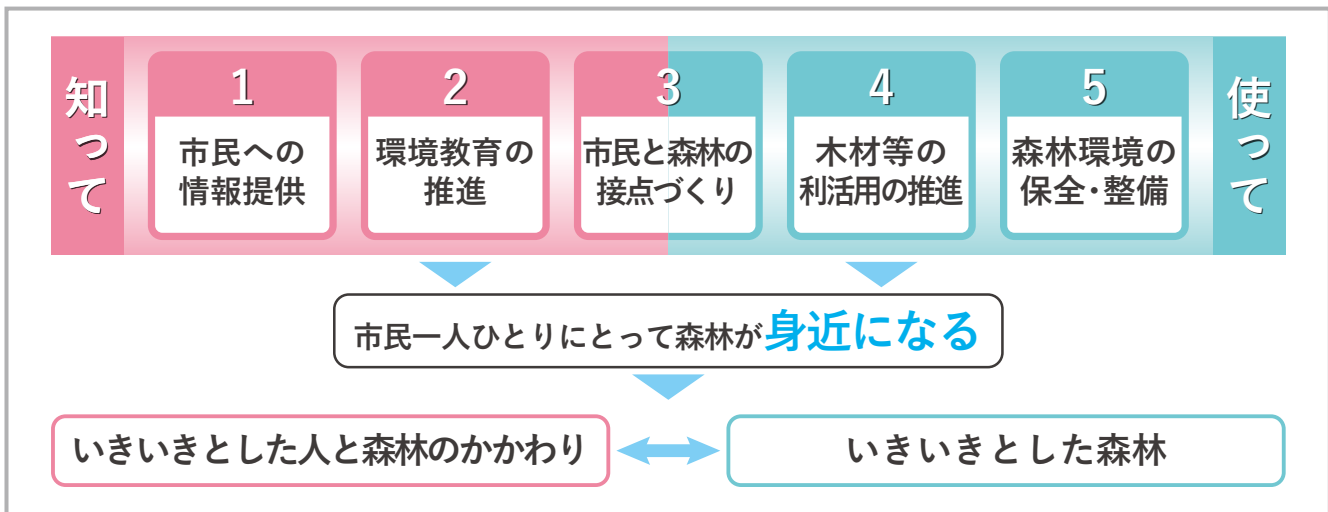 知って
1
市民への
情報提供
2
環境教育の
推進
3
市民と森林の
接点づくり
4
木材等の
利活用の推進
5
森林環境の
保全・整備
使って
市民一人ひとりにとって森林が身近になる
いきいきとした人と森林のかかわり
いきいきとした森林